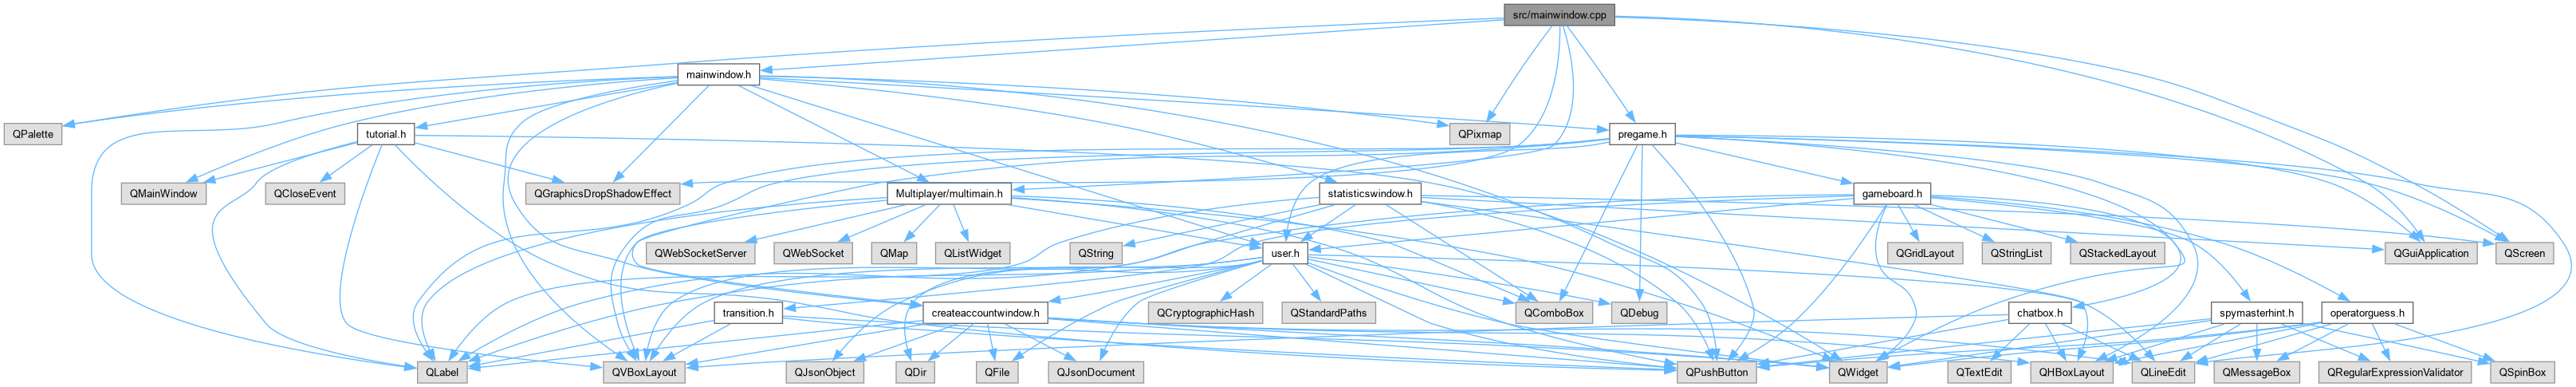 src/mainwindow.cpp
mainwindow.h
QPalette
tutorial.h
QPixmap
pregame.h
QMainWindow
QCloseEvent
QGraphicsDropShadowEffect
Multiplayer/multimain.h
statisticswindow.h
gameboard.h
QWebSocketServer
QWebSocket
QMap
QListWidget
QString
user.h
QGridLayout
QStringList
QStackedLayout
QGuiApplication
QScreen
transition.h
createaccountwindow.h
QCryptographicHash
QStandardPaths
QComboBox
QDebug
chatbox.h
spymasterhint.h
operatorguess.h
QLabel
QVBoxLayout
QJsonObject
QDir
QFile
QJsonDocument
QPushButton
QWidget
QTextEdit
QHBoxLayout
QLineEdit
QMessageBox
QRegularExpressionValidator
QSpinBox